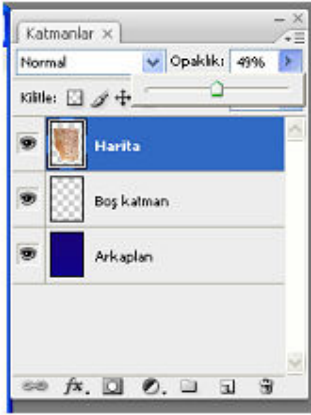 Katmanlar ×
Normal Opaklık: 49%
Kilitle:
Harita
Boş katman
Arkaplan
fx.